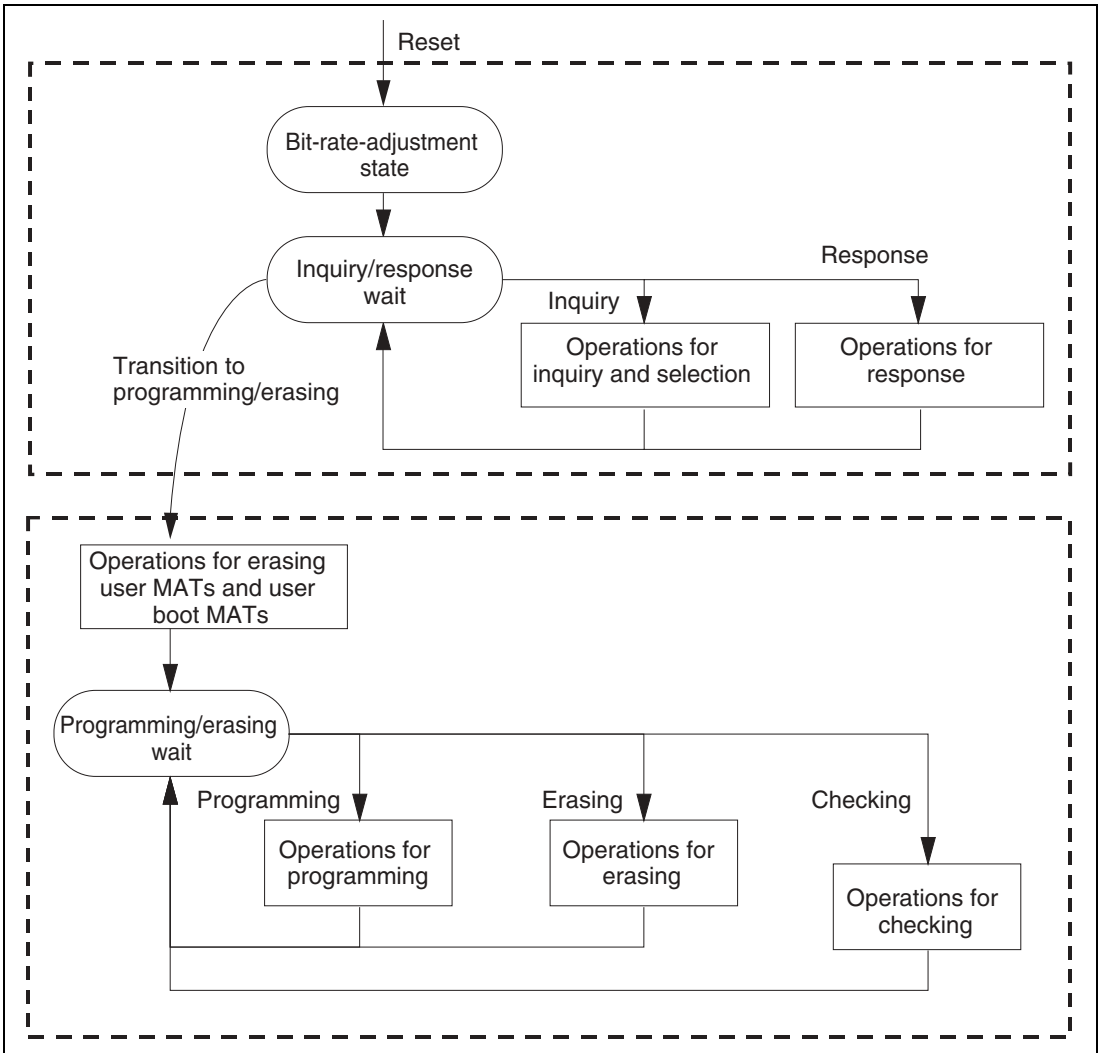 Reset
Bit-rate-adjustment
state
Inquiry/response
wait
Response
Inquiry
Operations for
inquiry and selection
Operations for
response
Transition to
programming/erasing
Operations for erasing
user MATs and user
boot MATs
Programming/erasing
wait
Programming
Erasing
Checking
Operations for
programming
Operations for
erasing
Operations for
checking